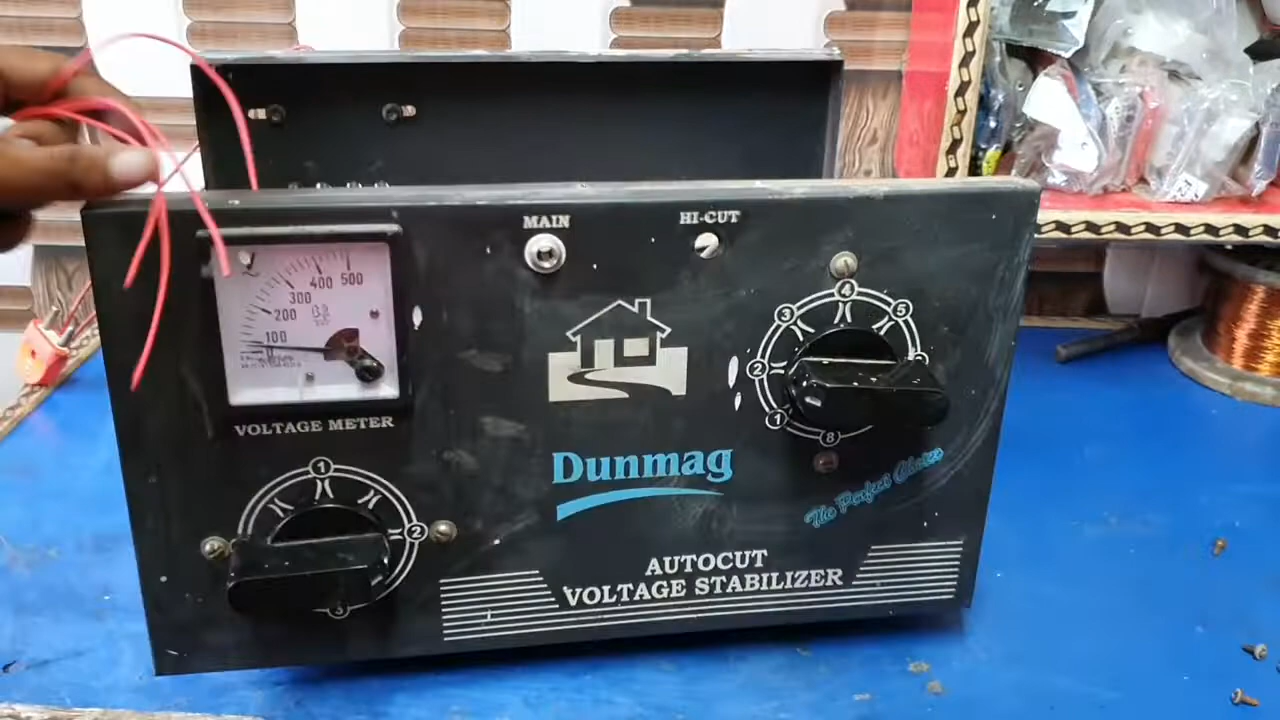 MAIN
HI-CUT
500
400
300
200
100
0
VOLTAGE METER
1
2
3
1
2
3
4
5
8
Dunmag
The Perfect Choice
AUTOCUT
VOLTAGE STABILIZER